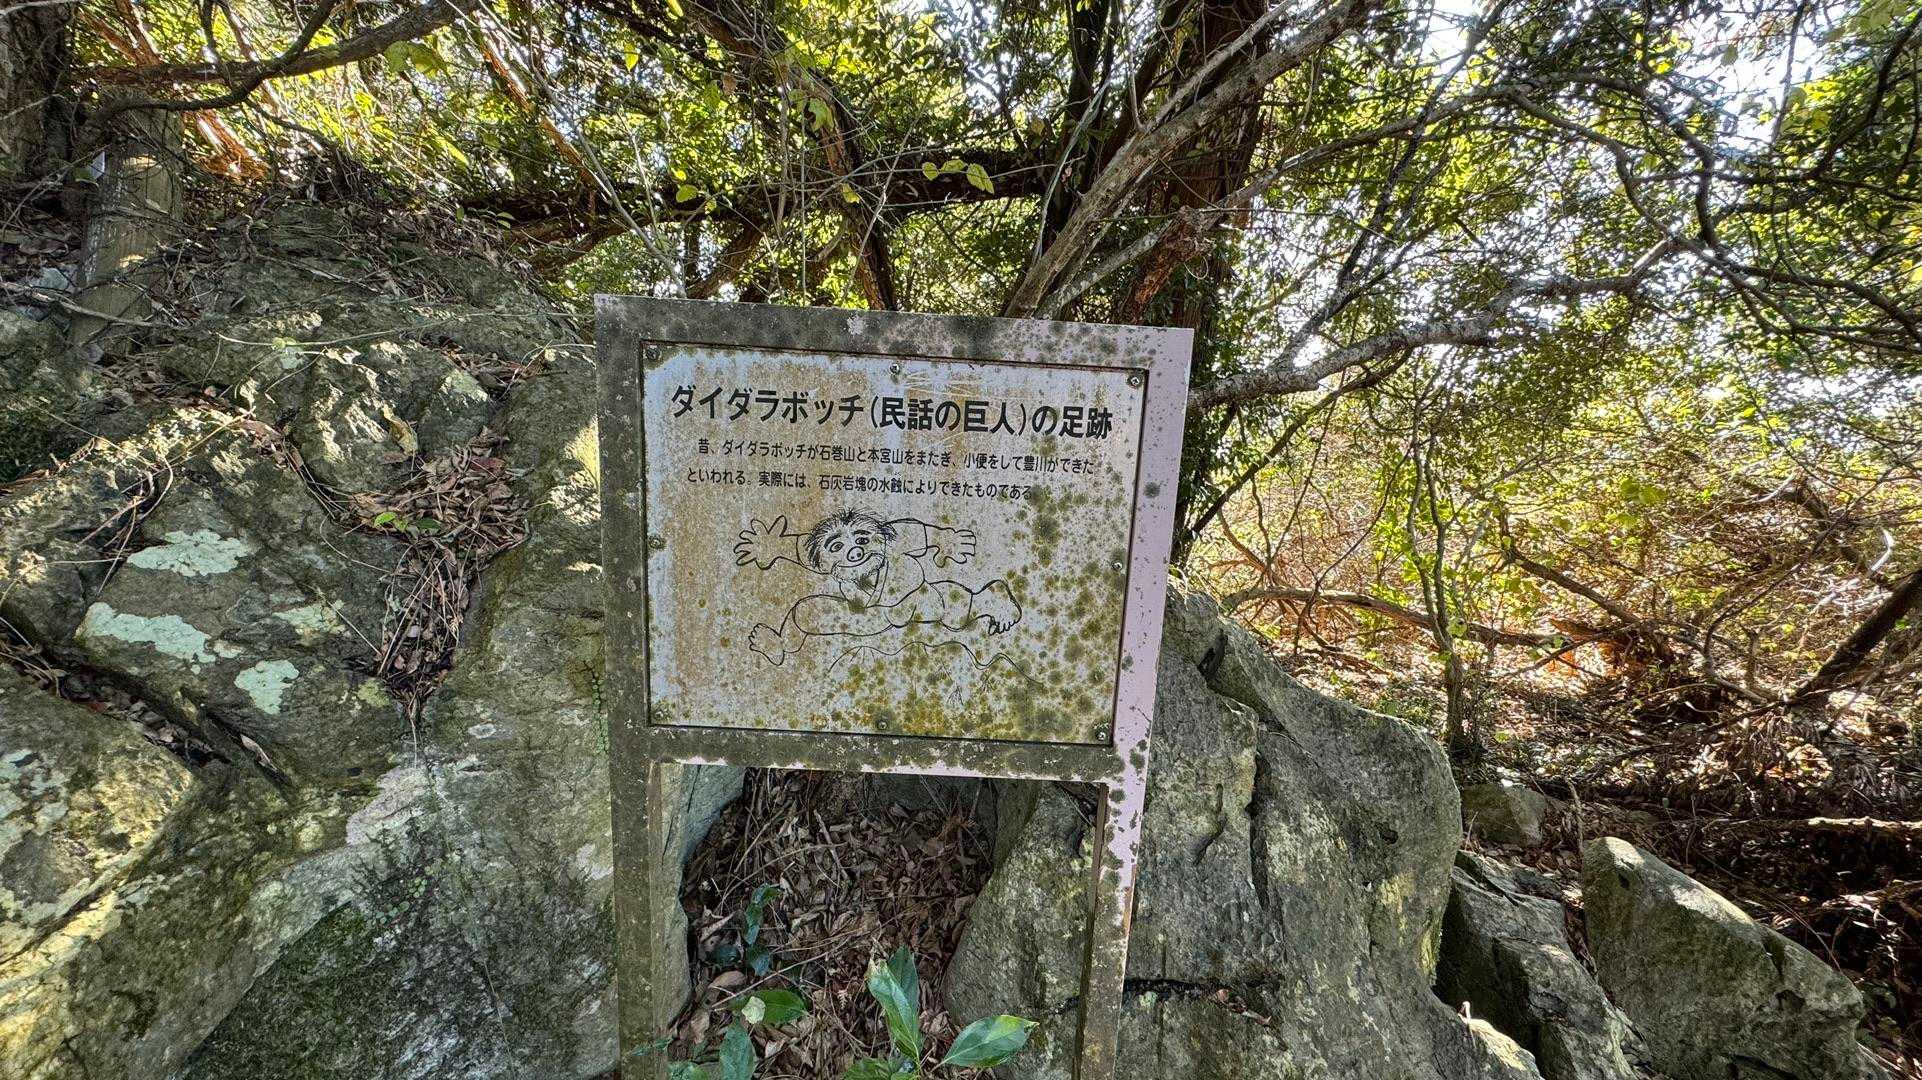 ダイダラボッチ(民話の巨人)の足跡
昔、ダイダラボッチが石巻山と本宮山をまたぎ、小便をして豊川ができた
といわれる。実際には、石灰岩塊の水蝕によりできたものである